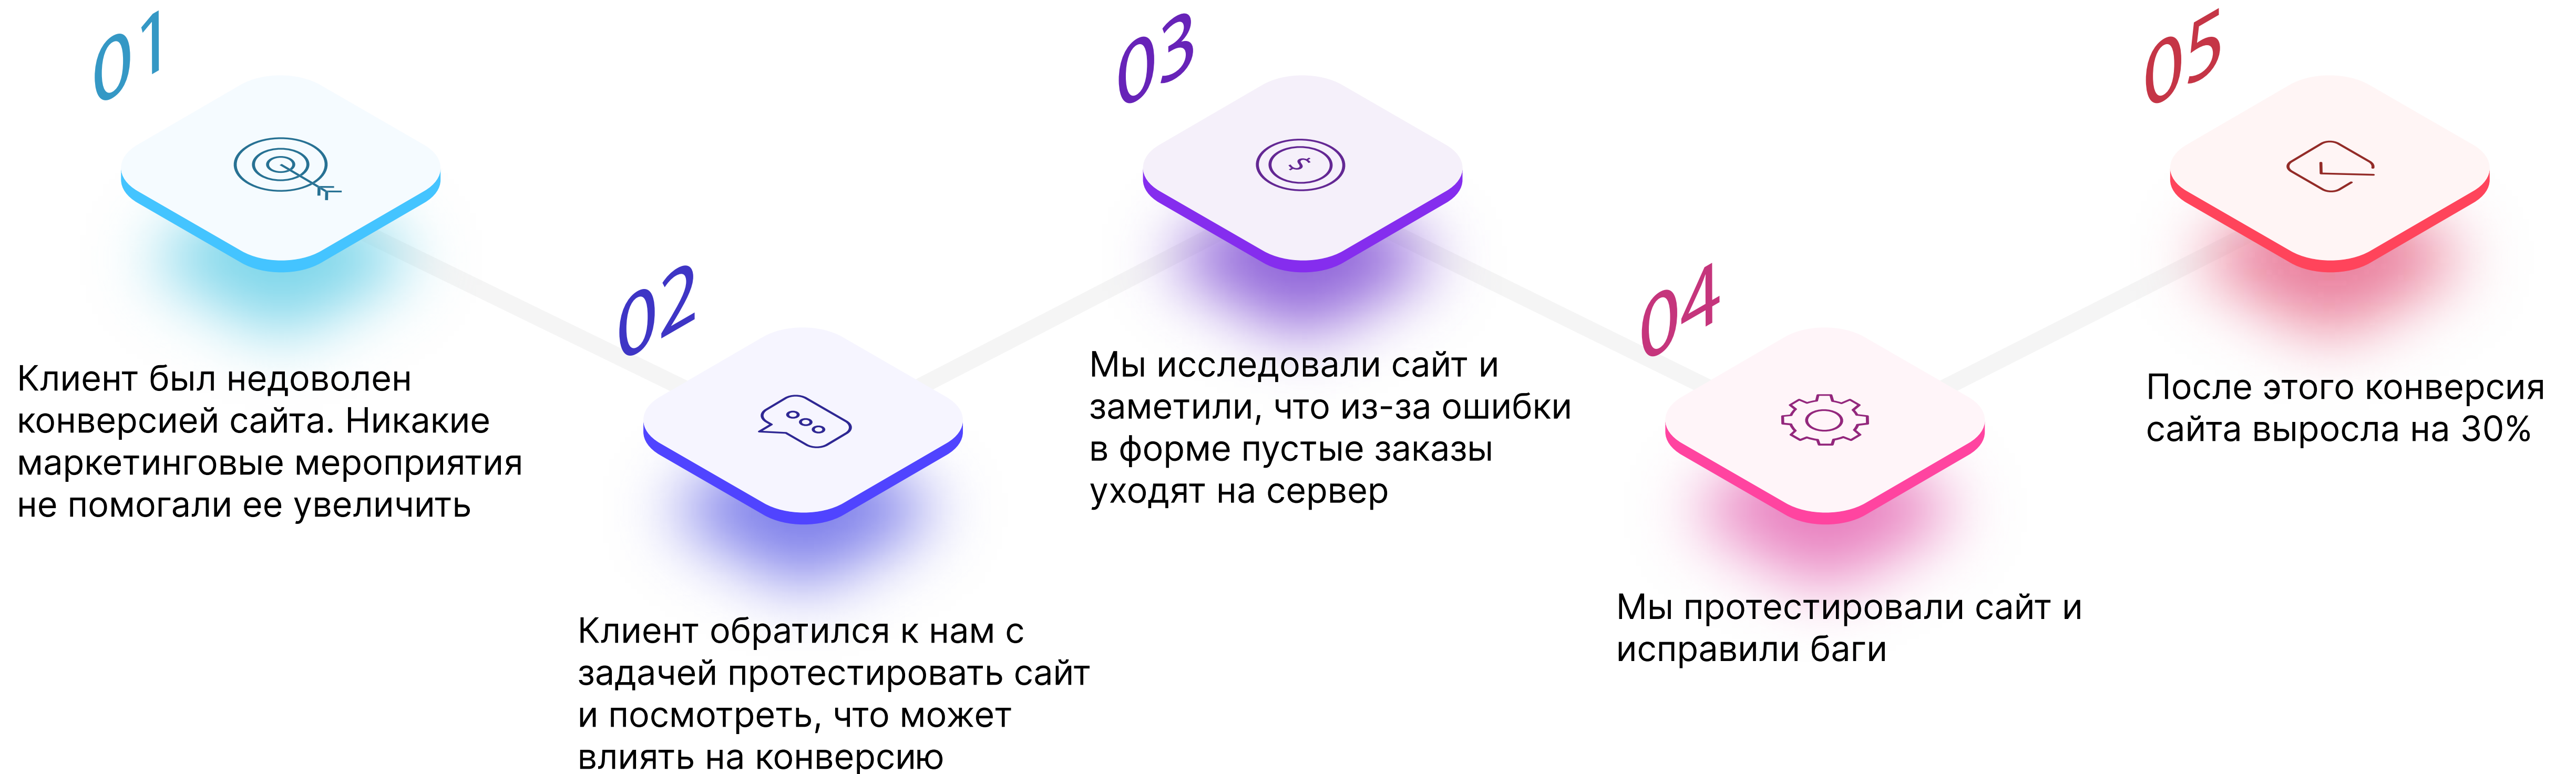 01
Клиент был недоволен
конверсией сайта. Никакие
маркетинговые мероприятия
не помогали ее увеличить
02
Клиент обратился к нам с
задачей протестировать сайт
и посмотреть, что может
влиять на конверсию
03
Мы исследовали сайт и
заметили, что из-за ошибки
в форме пустые заказы
уходят на сервер
04
Мы протестировали сайт и
исправили баги
05
После этого конверсия
сайта выросла на 30%